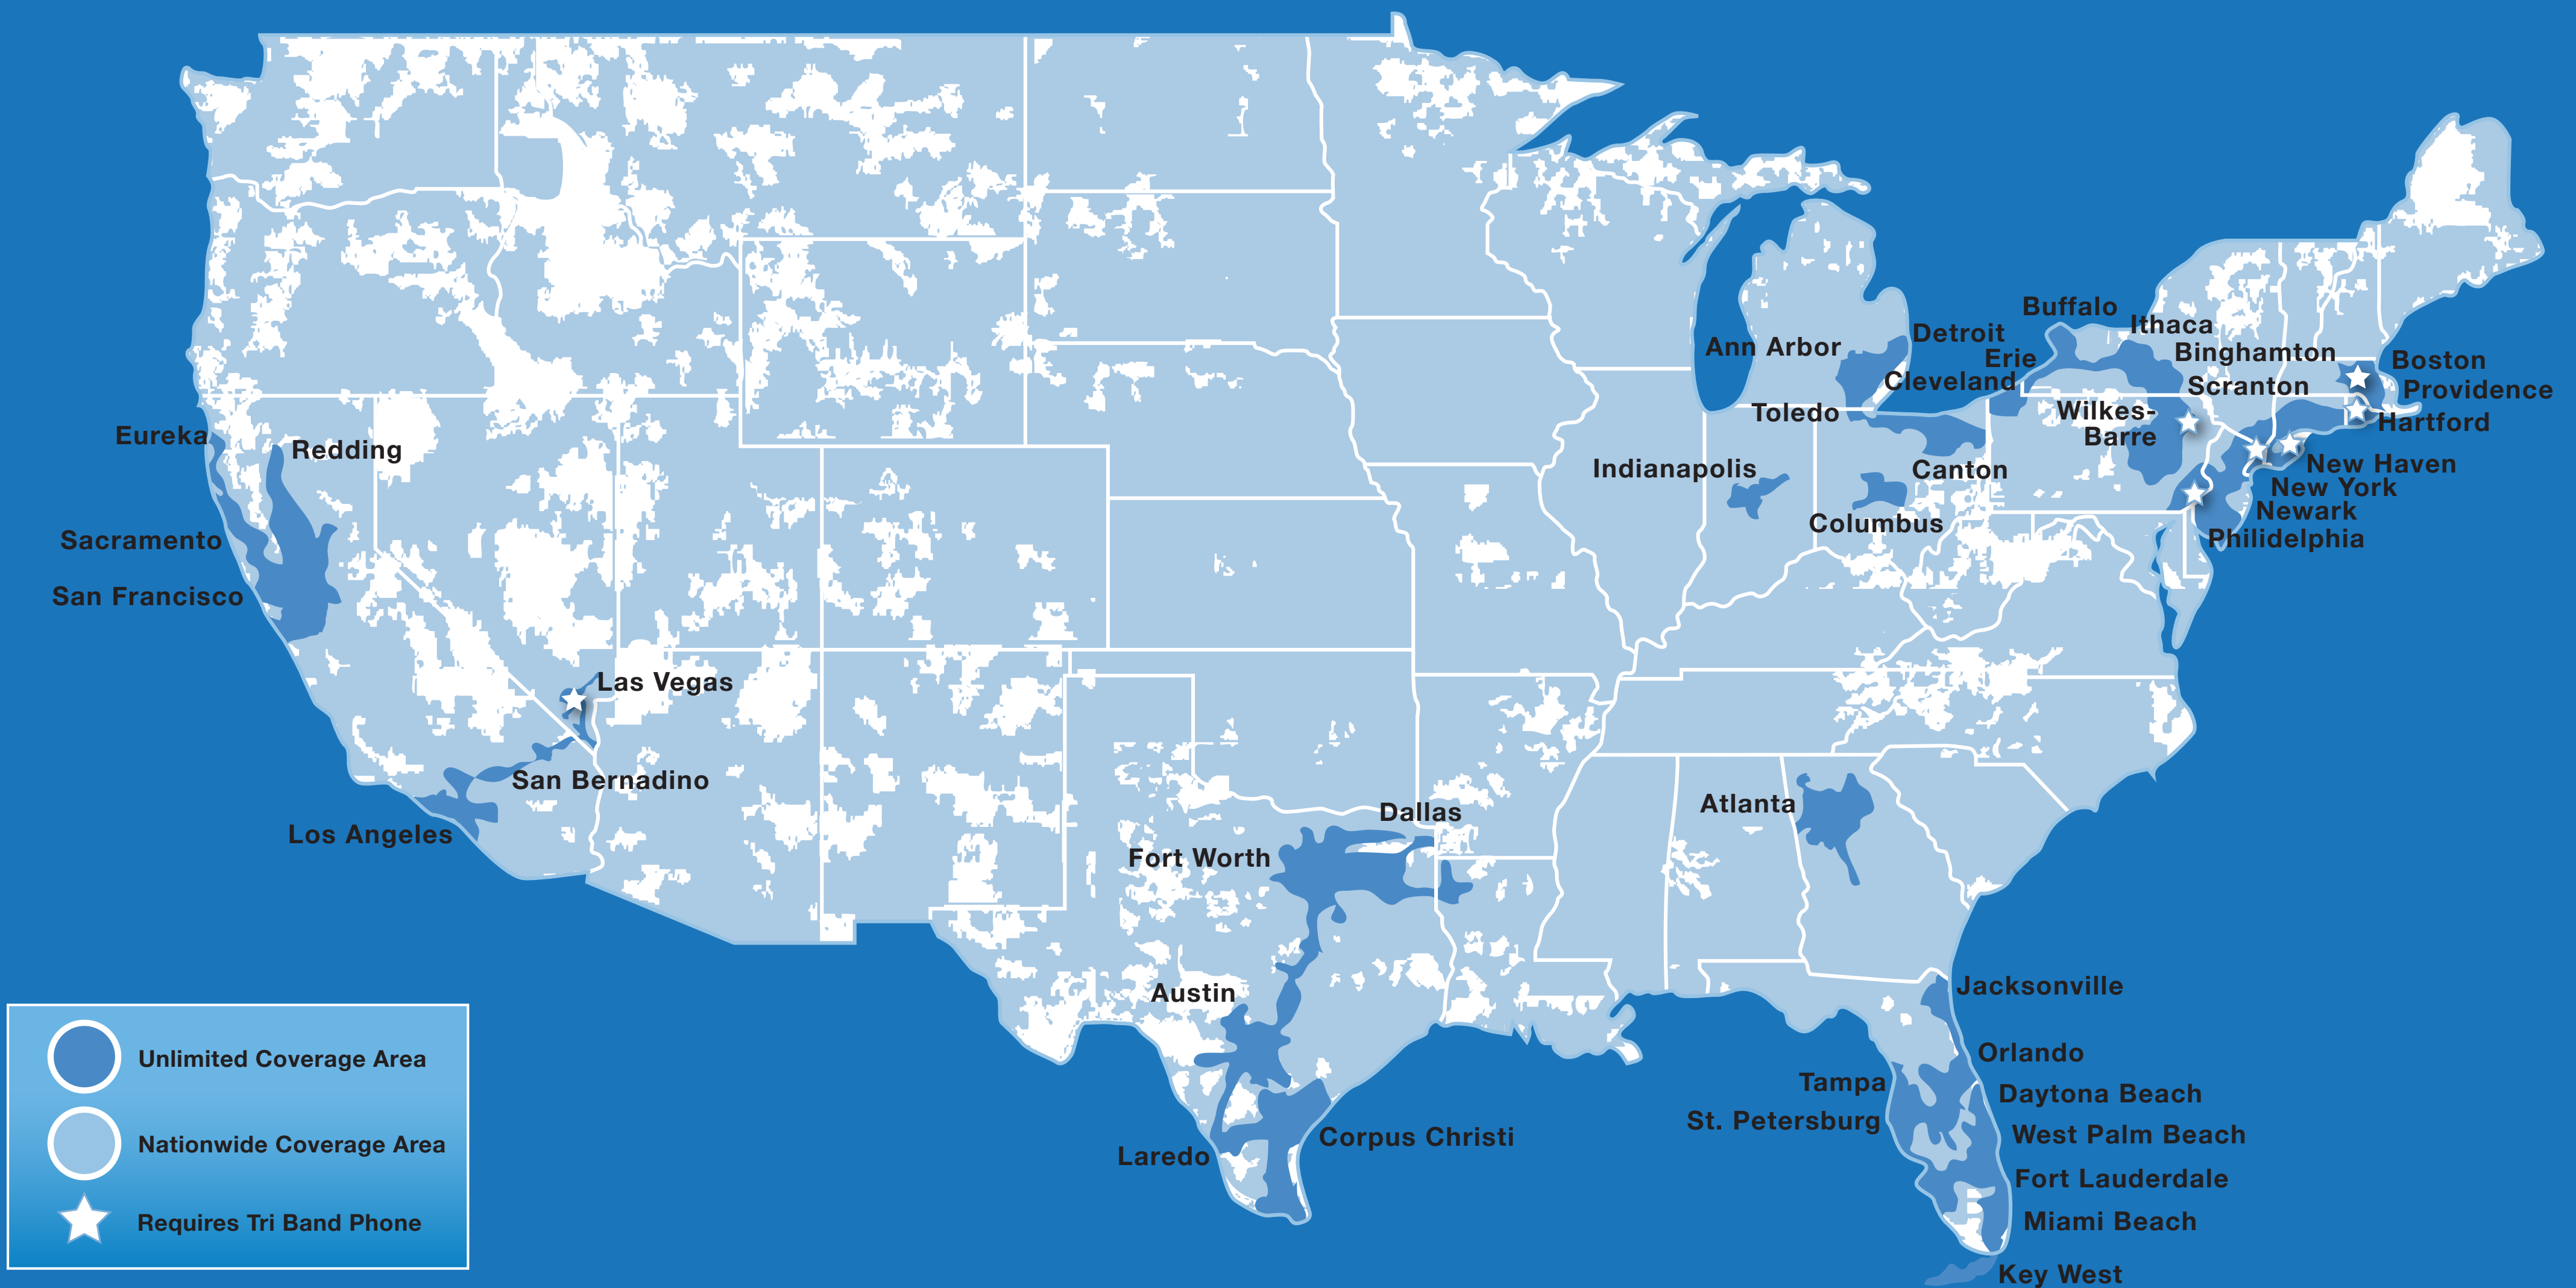 Buffalo
Ithaca
Detroit
Ann Arbor
Erie
Binghamton
Boston
Cleveland
Scranton
Providence
Toledo
Wilkes-
Barre
Hartford
Eureka
Redding
Indianapolis
Canton
New Haven
New York
Newark
Columbus
Philidelphia
Sacramento
San Francisco
Las Vegas
San Bernadino
Los Angeles
Dallas
Fort Worth
Atlanta
Austin
Jacksonville
Orlando
Tampa
Daytona Beach
St. Petersburg
West Palm Beach
Corpus Christi
Laredo
Fort Lauderdale
Miami Beach
Key West
Unlimited Coverage Area
Nationwide Coverage Area
Requires Tri Band Phone